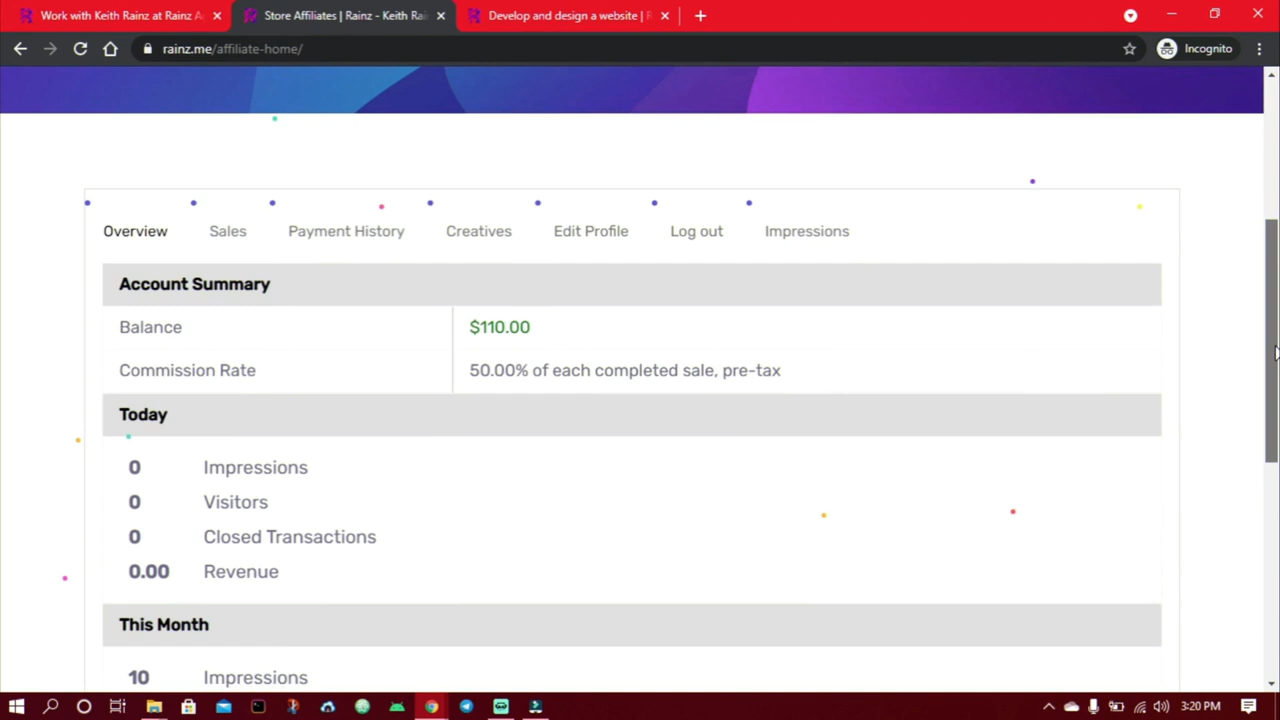 Work with Keith Rainz at Rainz A
Store Affiliates | Rainz - Keith Rai
Develop and design a website | R
rainz.me/affiliate-home/
Incognito
Overview Sales Payment History Creatives Edit Profile Log out Impressions
Account Summary
Balance $110.00
Commission Rate 50.00% of each completed sale, pre-tax
Today
0 Impressions
0 Visitors
0 Closed Transactions
0.00 Revenue
This Month
10 Impressions
3:20 PM